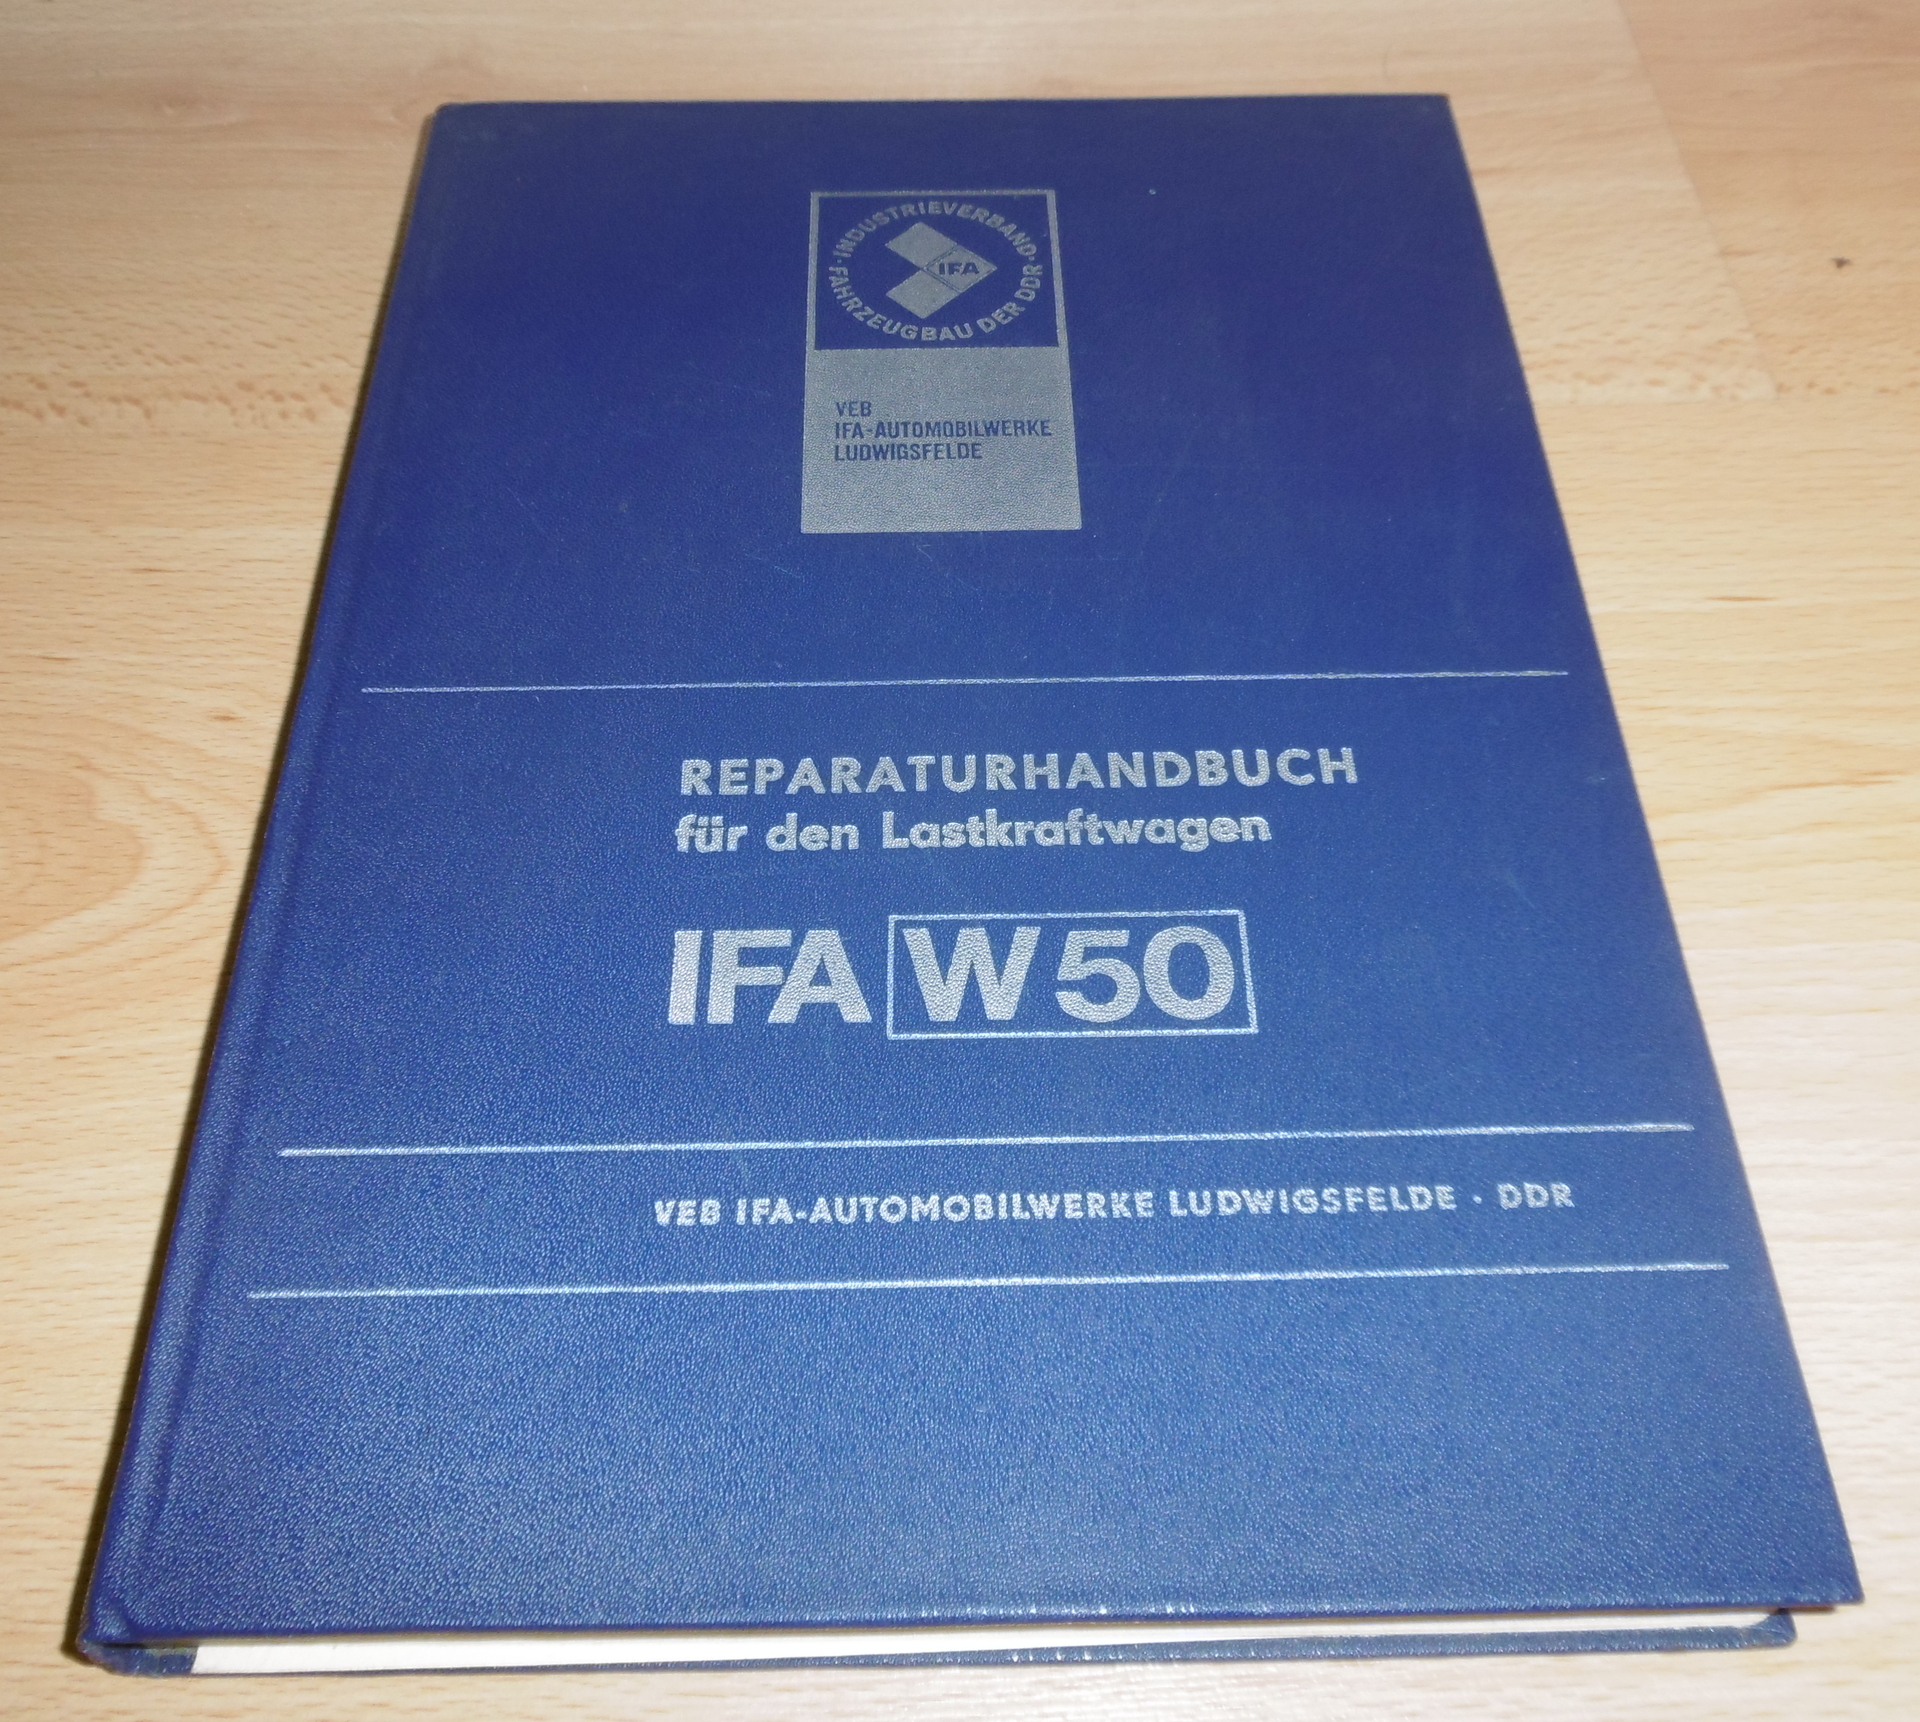 · INDUSTRIEVERBAND ·
FAHRZEUGBAU DER DDR
IFA
VEB
IFA-AUTOMOBILWERKE
LUDWIGSFELDE
REPARATURHANDBUCH
für den Lastkraftwagen
IFA W 50
VEB IFA-AUTOMOBILWERKE LUDWIGSFELDE · DDR